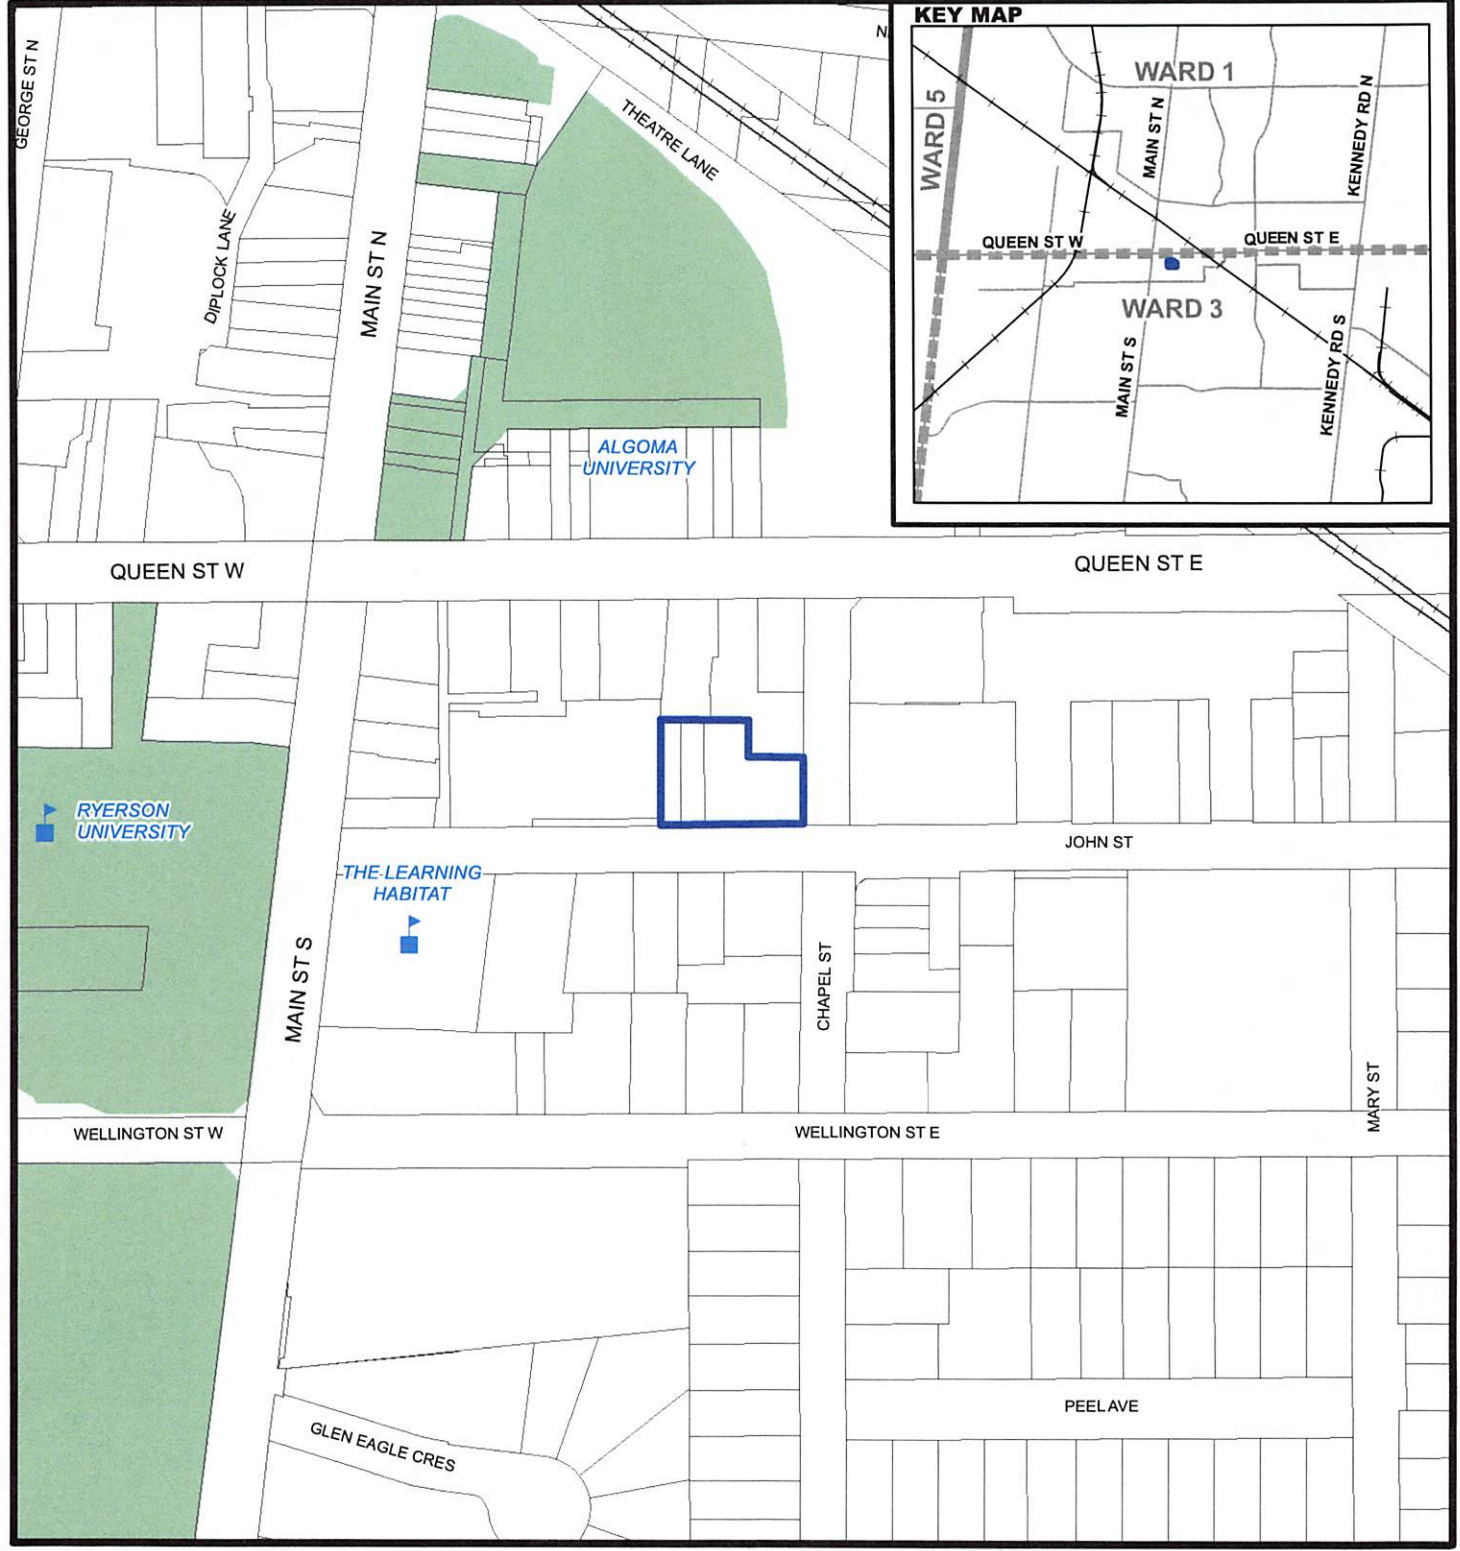 KEY MAP
WARD 1
WARD 5
MAIN ST N
KENNEDY RD N
QUEEN ST W
QUEEN ST E
WARD 3
MAIN ST S
KENNEDY RD S
GEORGE ST N
THEATRE LANE
DIPLOCK LANE
MAIN ST N
ALGOMA
UNIVERSITY
QUEEN ST W
QUEEN ST E
RYERSON
UNIVERSITY
JOHN ST
THE LEARNING
HABITAT
MAIN ST S
CHAPEL ST
MARY ST
WELLINGTON ST W
WELLINGTON ST E
PEEL AVE
GLEN EAGLE CRES